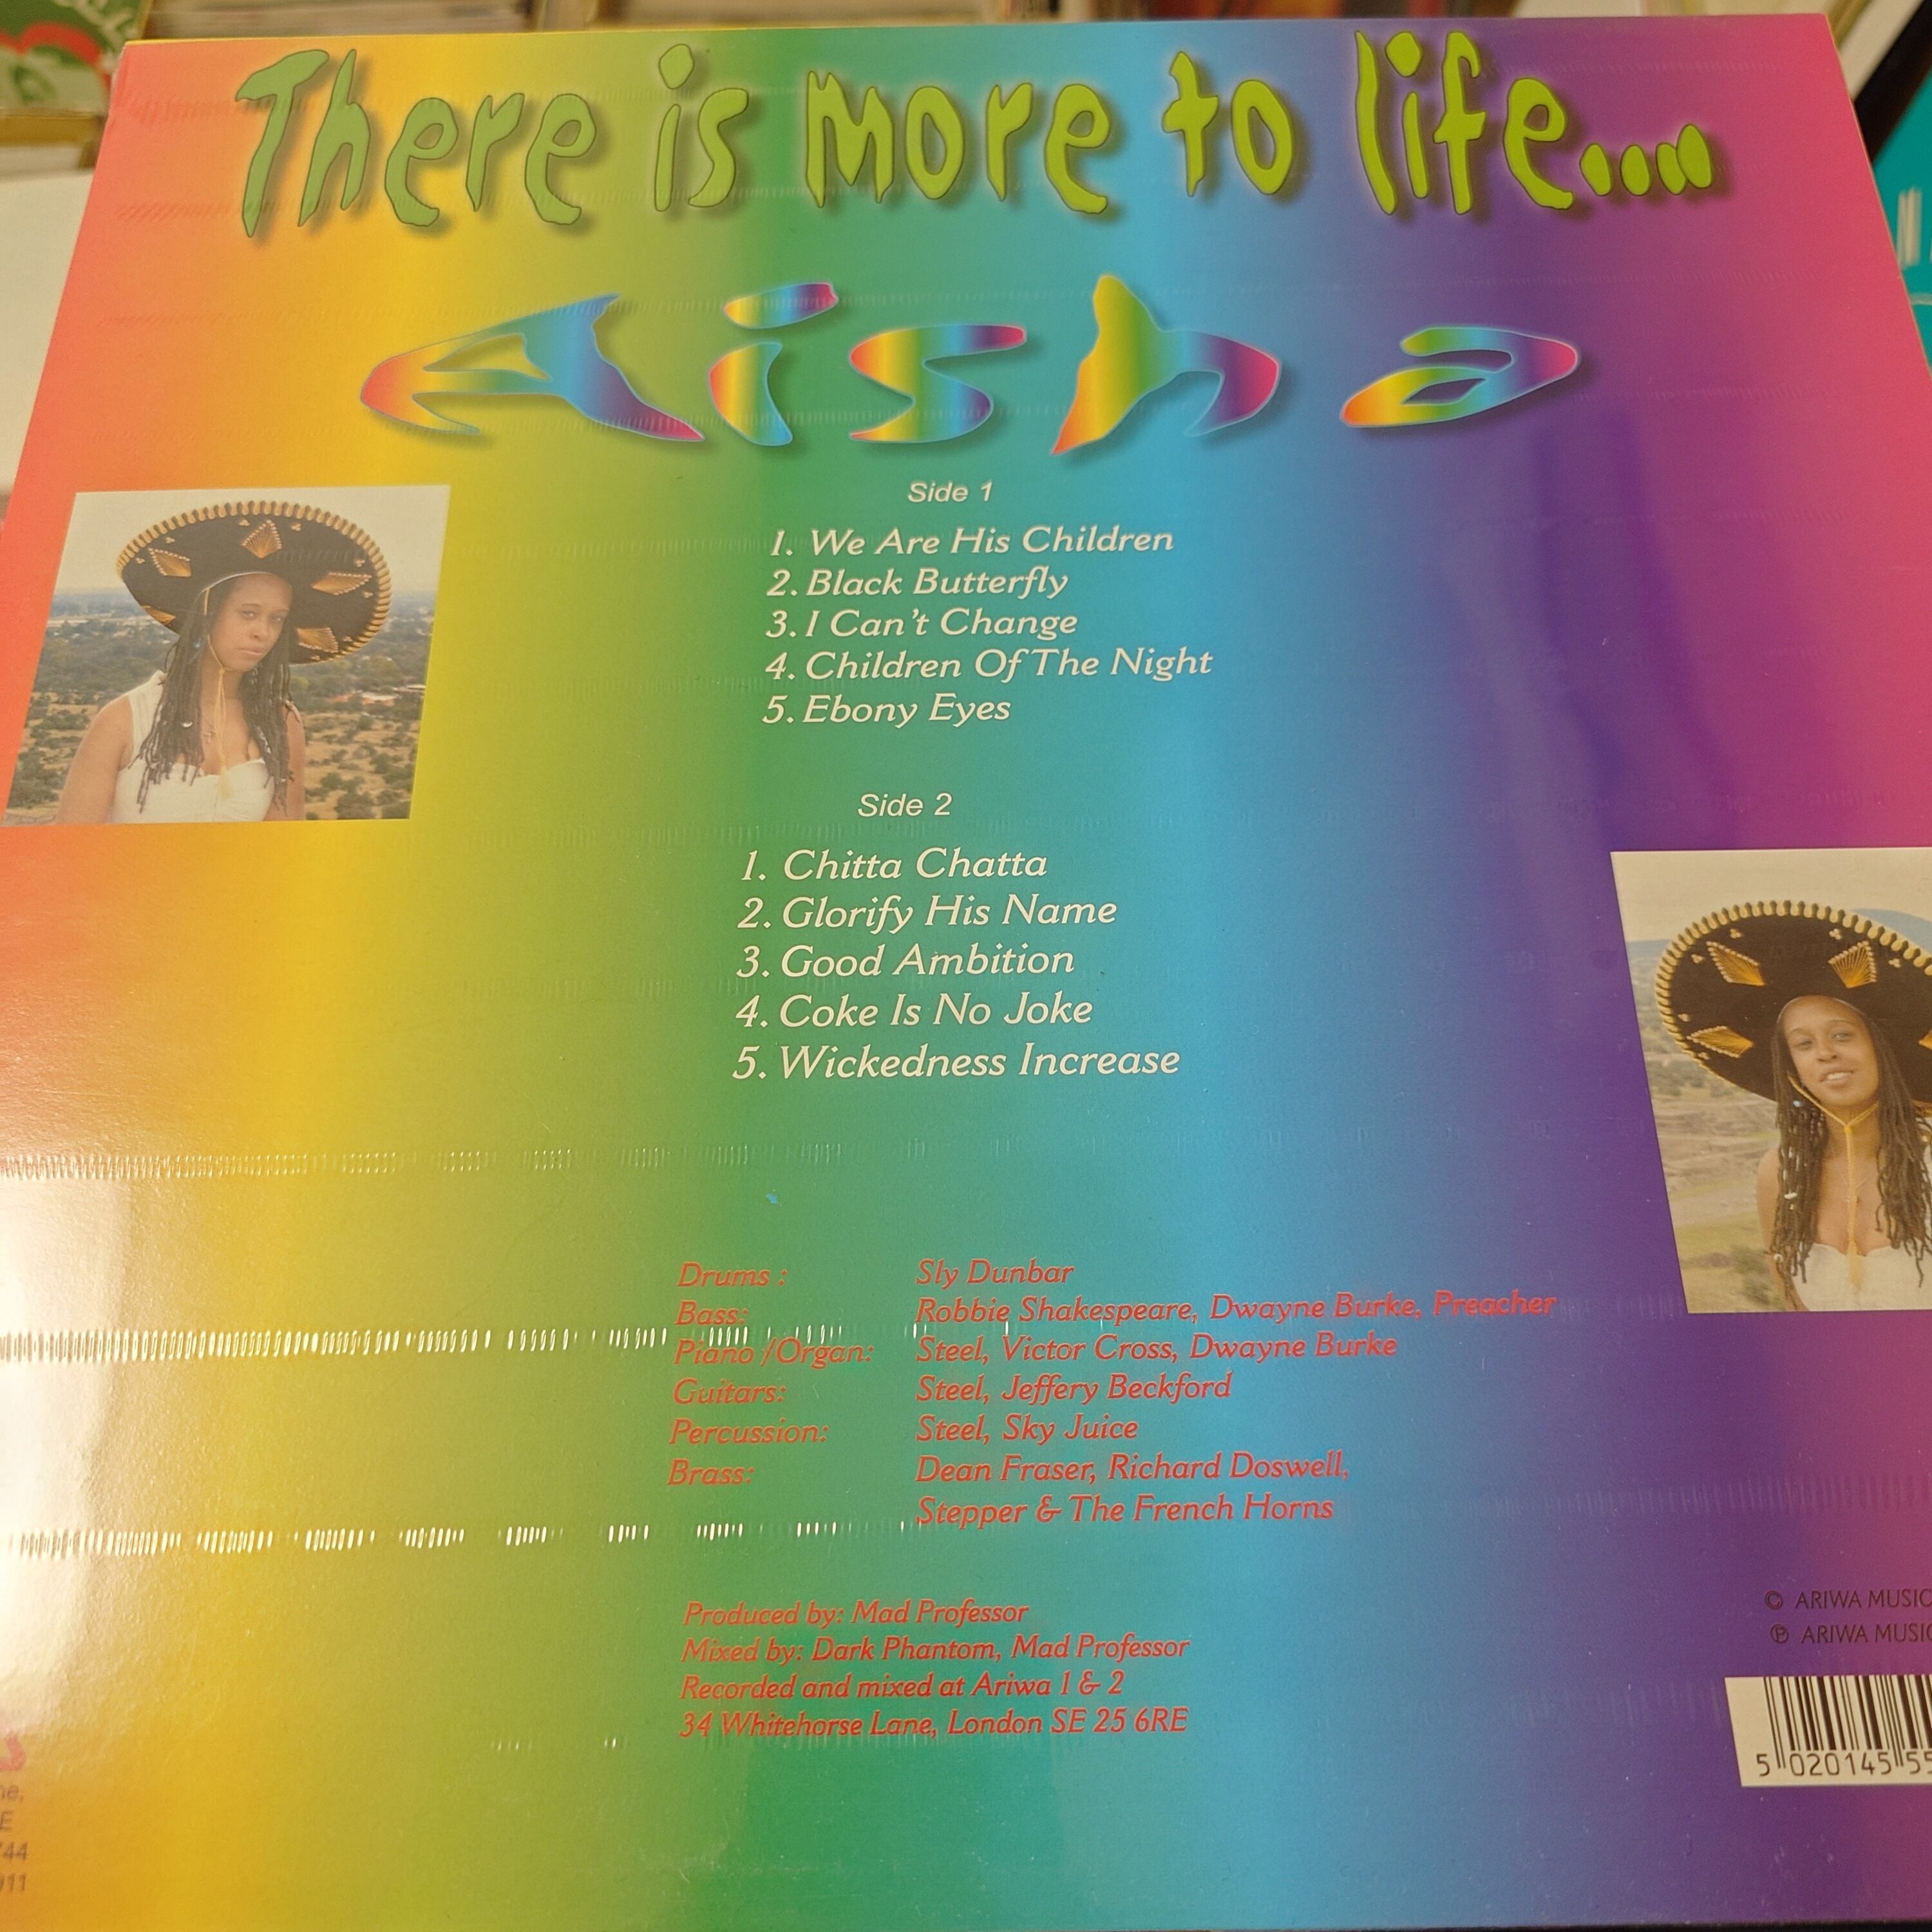 There is more to life....
Aisha
Side 1
1. We Are His Children
2. Black Butterfly
3. I Can't Change
4. Children Of The Night
5. Ebony Eyes
Side 2
1. Chitta Chatta
2. Glorify His Name
3. Good Ambition
4. Coke Is No Joke
5. Wickedness Increase
Drums : Sly Dunbar
Bass: Robbie Shakespeare, Dwayne Burke, Preacher
Piano /Organ: Steel, Victor Cross, Dwayne Burke
Guitars: Steel, Jeffery Beckford
Percussion: Steel, Sky Juice
Brass: Dean Fraser, Richard Doswell,
Stepper & The French Horns
Produced by: Mad Professor
Mixed by: Dark Phantom, Mad Professor
Recorded and mixed at Ariwa 1 & 2
34 Whitehorse Lane, London SE 25 6RE
© ARIWA MUSIC
℗ ARIWA MUSIC
5 020145 55